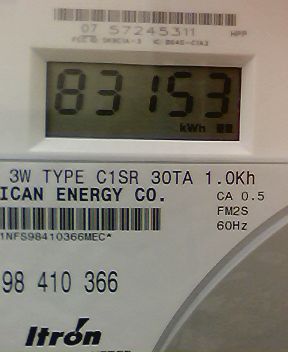 07 57245311 MPP
83153
kWh
3W TYPE C1SR 30TA 1.0Kh
ICAN ENERGY CO. CA 0.5
FM2S
1NFS98410366MEC* 60Hz
98 410 366
Itron